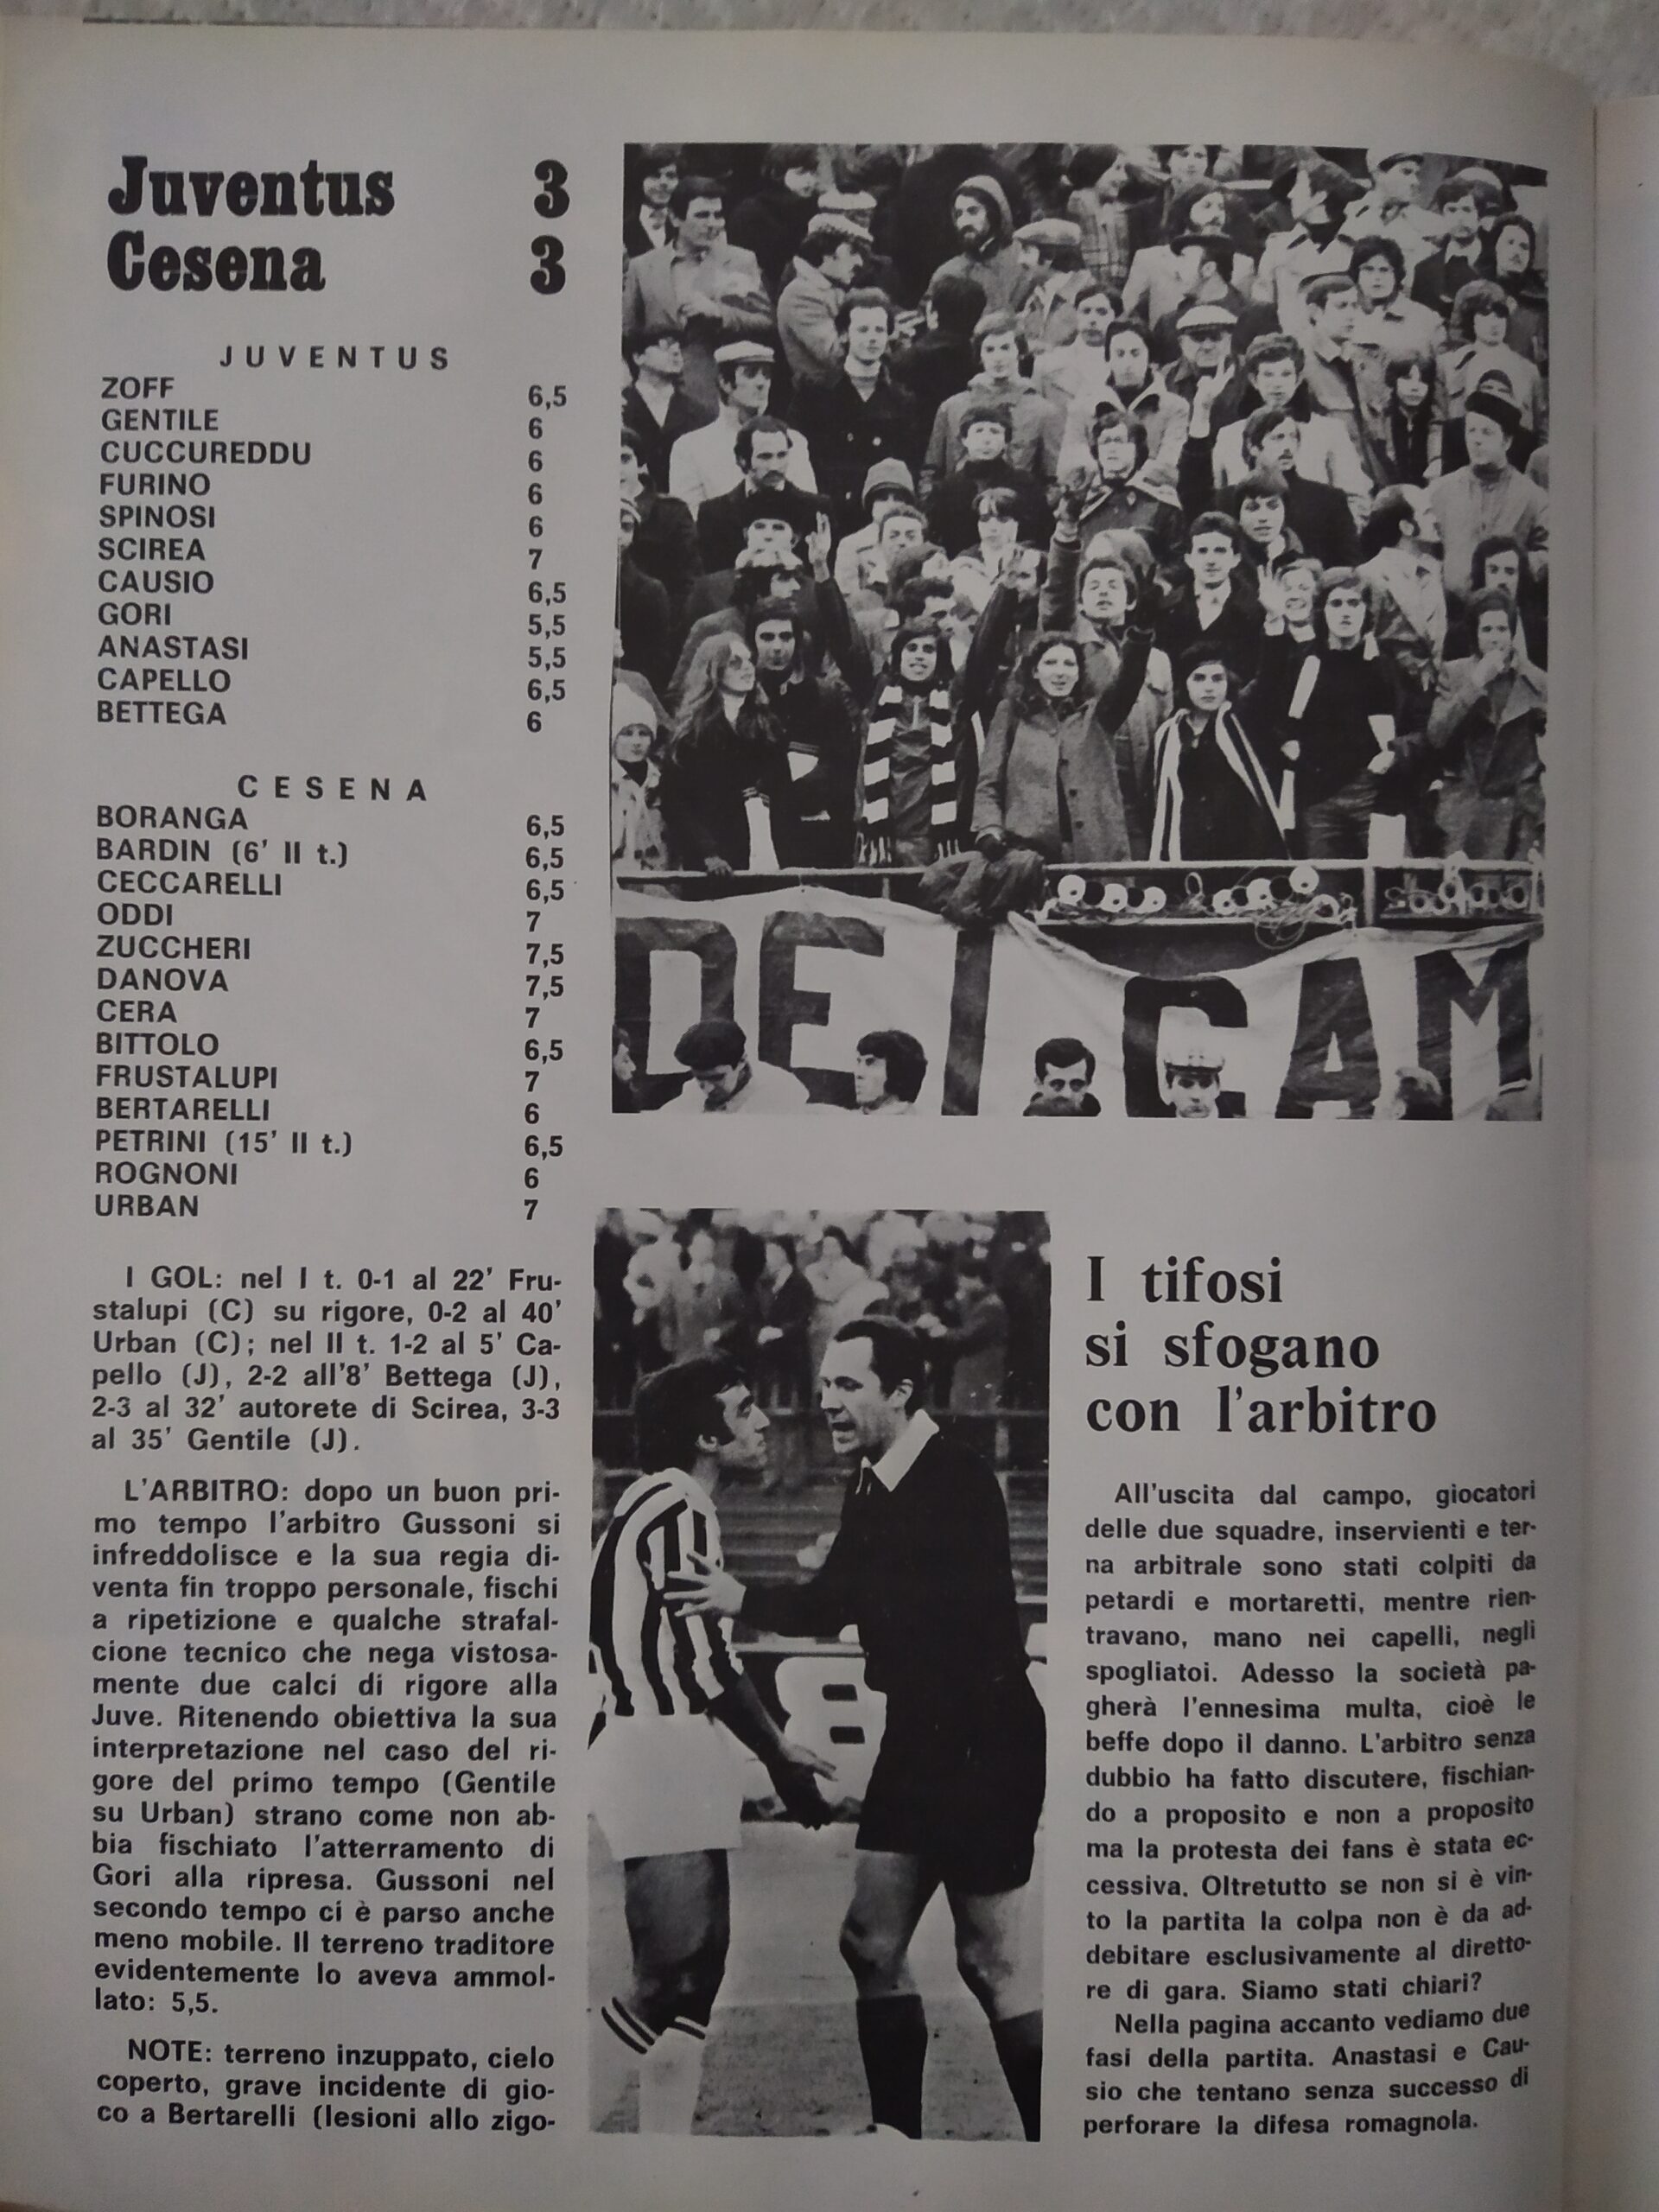 Juventus 3
Cesena 3
JUVENTUS
ZOFF 6,5
GENTILE 6
CUCCUREDDU 6
FURINO 6
SPINOSI 6
SCIREA 7
CAUSIO 6,5
GORI 5,5
ANASTASI 5,5
CAPELLO 6,5
BETTEGA 6
CESENA
BORANGA 6,5
BARDIN (6' II t.) 6,5
CECCARELLI 6,5
ODDI 7
ZUCCHERI 7,5
DANOVA 7,5
CERA 7
BITTOLO 6,5
FRUSTALUPI 7
BERTARELLI 6
PETRINI (15' II t.) 6,5
ROGNONI 6
URBAN 7
I GOL: nel I t. 0-1 al 22' Fru-
stalupi (C) su rigore, 0-2 al 40'
Urban (C); nel II t. 1-2 al 5' Ca-
pello (J), 2-2 all'8' Bettega (J),
2-3 al 32' autorete di Scirea, 3-3
al 35' Gentile (J).
L'ARBITRO: dopo un buon pri-
mo tempo l'arbitro Gussoni si
infreddolisce e la sua regia di-
venta fin troppo personale, fischi
a ripetizione e qualche strafal-
cione tecnico che nega vistosa-
mente due calci di rigore alla
Juve. Ritenendo obiettiva la sua
interpretazione nel caso del ri-
gore del primo tempo (Gentile
su Urban) strano come non ab-
bia fischiato l'atterramento di
Gori alla ripresa. Gussoni nel
secondo tempo ci è parso anche
meno mobile. Il terreno traditore
evidentemente lo aveva ammol-
lato: 5,5.
NOTE: terreno inzuppato, cielo
coperto, grave incidente di gio-
co a Bertarelli (lesioni allo zigo-
DEI CAM
I tifosi
si sfogano
con l'arbitro
All'uscita dal campo, giocatori
delle due squadre, inservienti e ter-
na arbitrale sono stati colpiti da
petardi e mortaretti, mentre rien-
travano, mano nei capelli, negli
spogliatoi. Adesso la società pa-
gherà l'ennesima multa, cioè le
beffe dopo il danno. L'arbitro senza
dubbio ha fatto discutere, fischian-
do a proposito e non a proposito
ma la protesta dei fans è stata ec-
cessiva. Oltretutto se non si è vin-
to la partita la colpa non è da ad-
debitare esclusivamente al diretto-
re di gara. Siamo stati chiari?
Nella pagina accanto vediamo due
fasi della partita. Anastasi e Cau-
sio che tentano senza successo di
perforare la difesa romagnola.